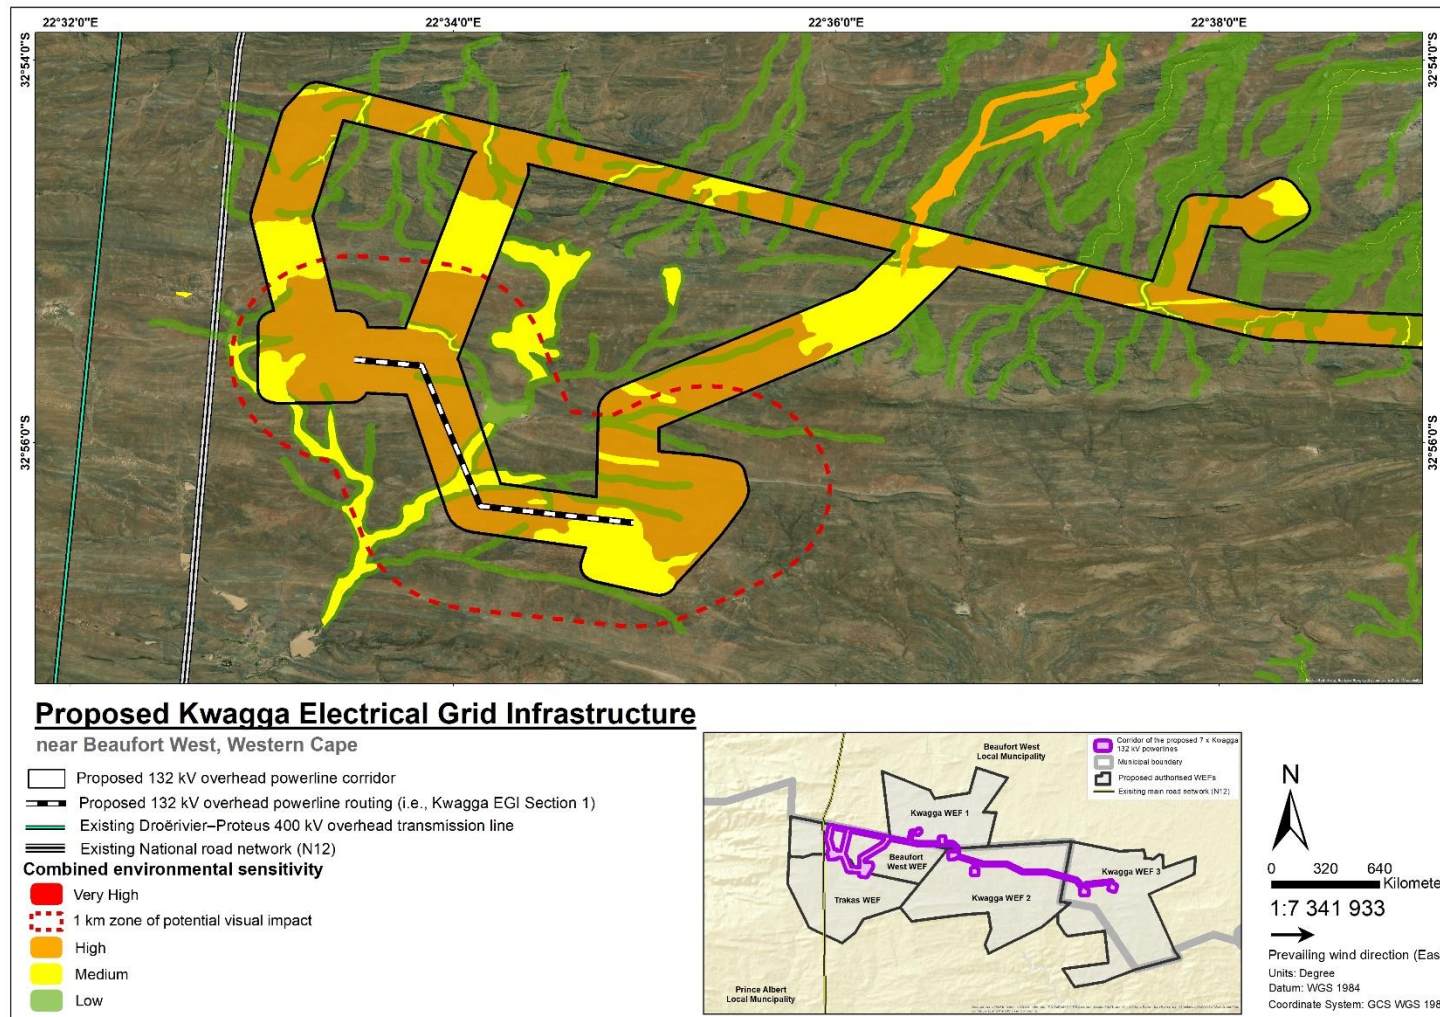 22°32'0"E 22°34'0"E 22°36'0"E 22°38'0"E
32°54'0"S 32°54'0"S
32°56'0"S 32°56'0"S
Proposed Kwagga Electrical Grid Infrastructure
near Beaufort West, Western Cape
Proposed 132 kV overhead powerline corridor
Proposed 132 kV overhead powerline routing (i.e., Kwagga EGI Section 1)
Existing Droërivier–Proteus 400 kV overhead transmission line
Existing National road network (N12)
Combined environmental sensitivity
Very High
1 km zone of potential visual impact
High
Medium
Low
Beaufort West
Local Municpality
Corridor of the proposed 7 x Kwagga
132 kV powerlines
Municipal boundary
Proposed authorised WEFs
Exisiting main road network (N12)
Kwagga WEF 1
Beaufort
West WEF
Kwagga WEF 3
Trakas WEF
Kwagga WEF 2
Prince Albert
Local Mumicpality
N
0 320 640
Kilomete
1:7 341 933
Prevailing wind direction (Eas
Units: Degree
Datum: WGS 1984
Coordinate System: GCS WGS 198